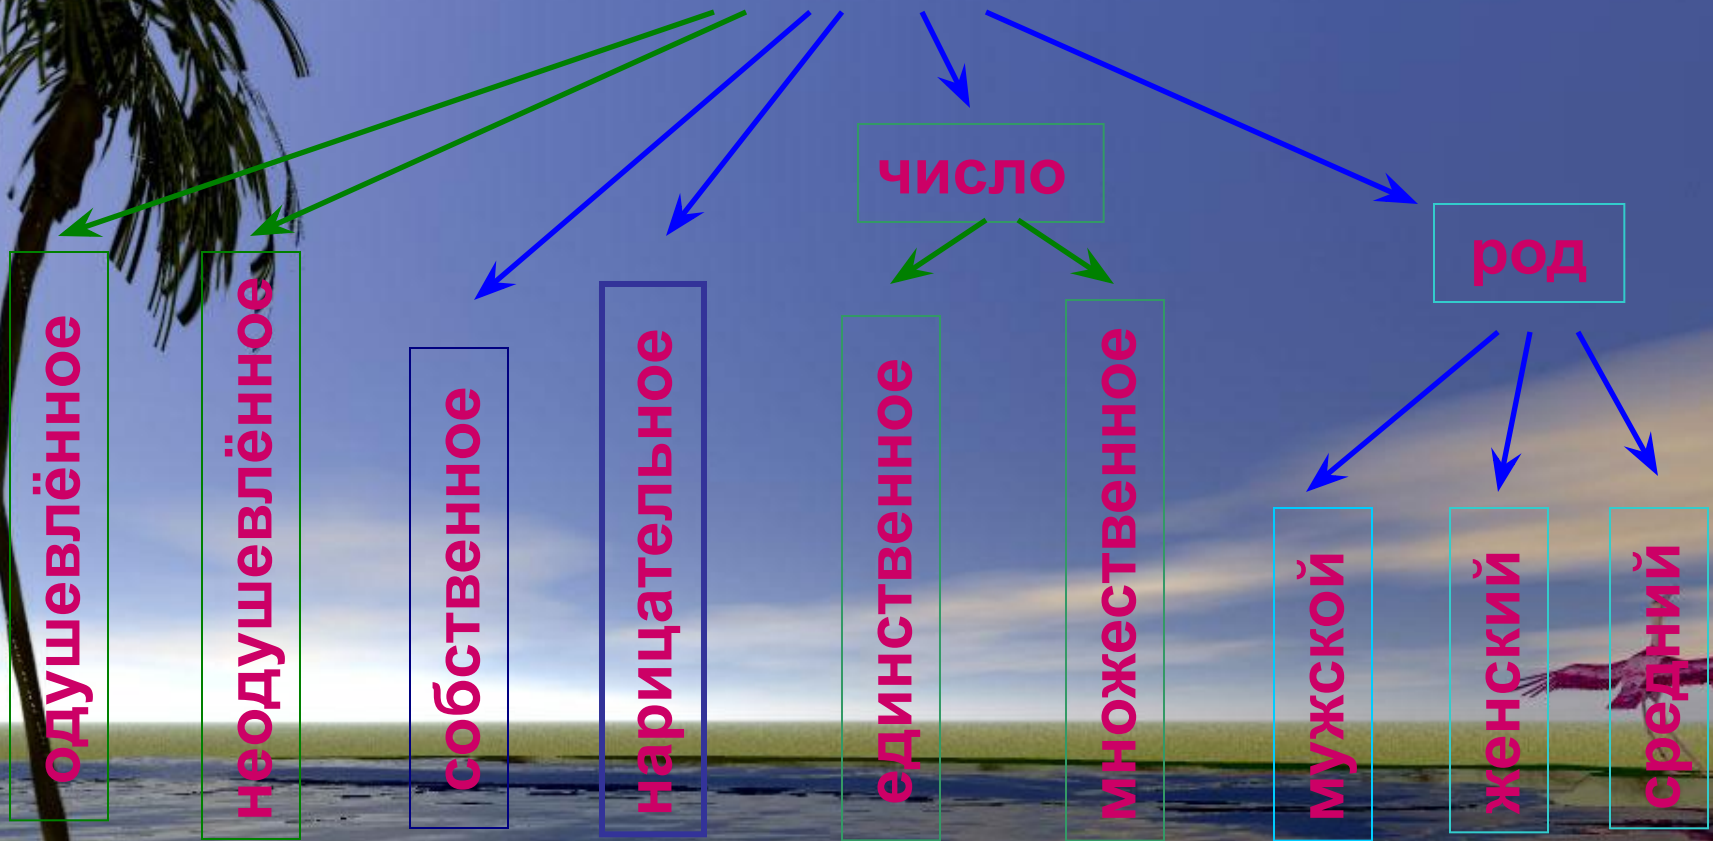 число
род
одушевлённое
неодушевлённое
собственное
нарицательное
единственное
множественное
мужской
женский
средний